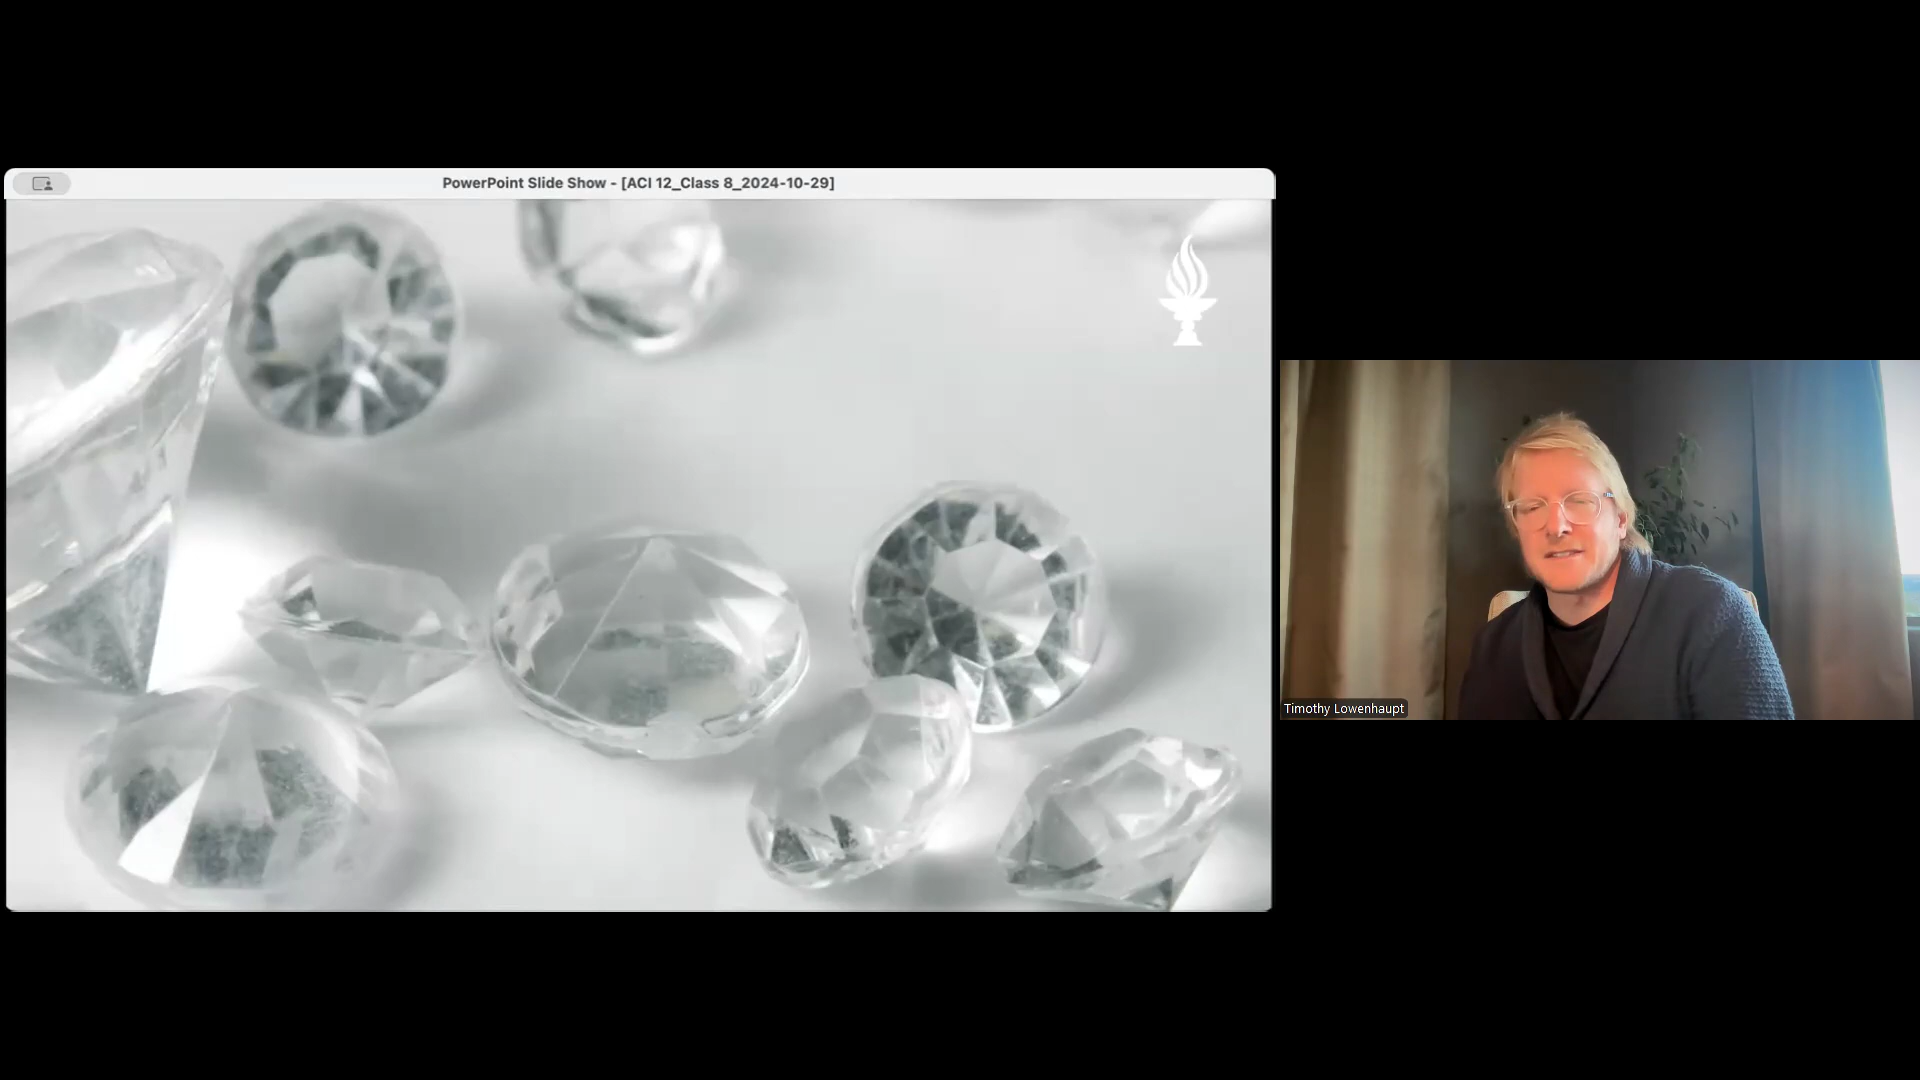 PowerPoint Slide Show - [ACI 12_Class 8_2024-10-29]
Timothy Lowenhaupt